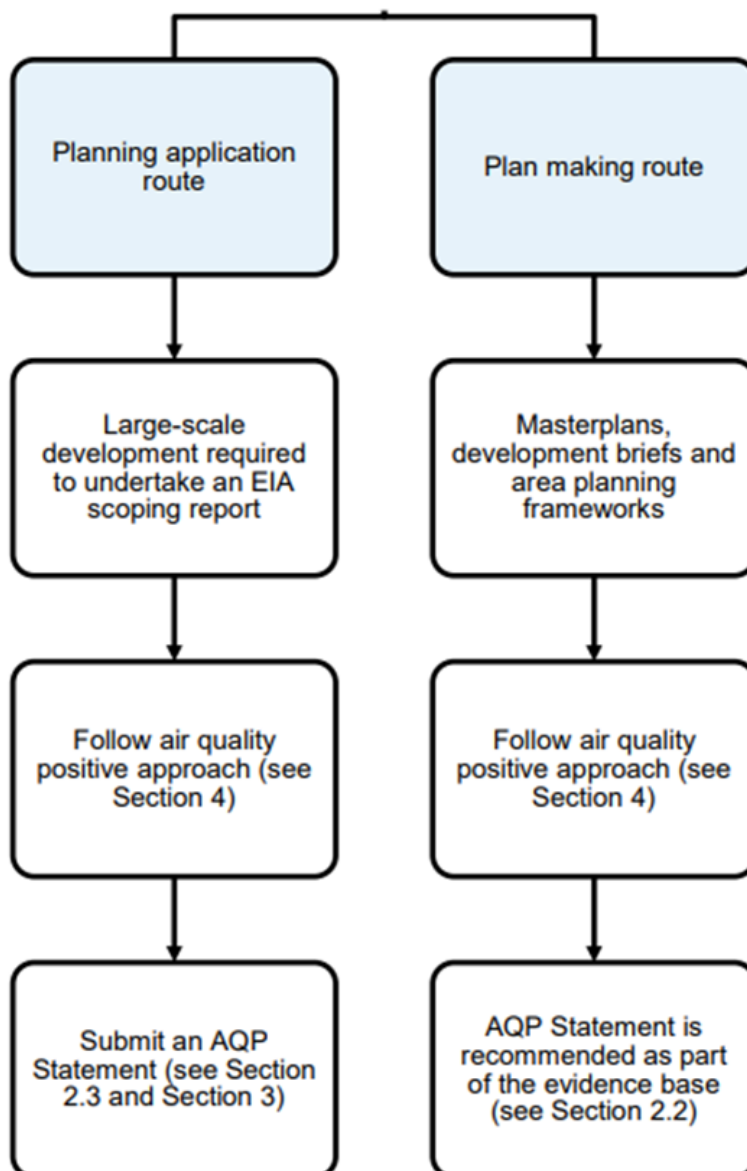 Planning application
route
Plan making route
Large-scale
development required
to undertake an EIA
scoping report
Masterplans,
development briefs and
area planning
frameworks
Follow air quality
positive approach (see
Section 4)
Follow air quality
positive approach (see
Section 4)
Submit an AQP
Statement (see Section
2.3 and Section 3)
AQP Statement is
recommended as part
of the evidence base
(see Section 2.2)